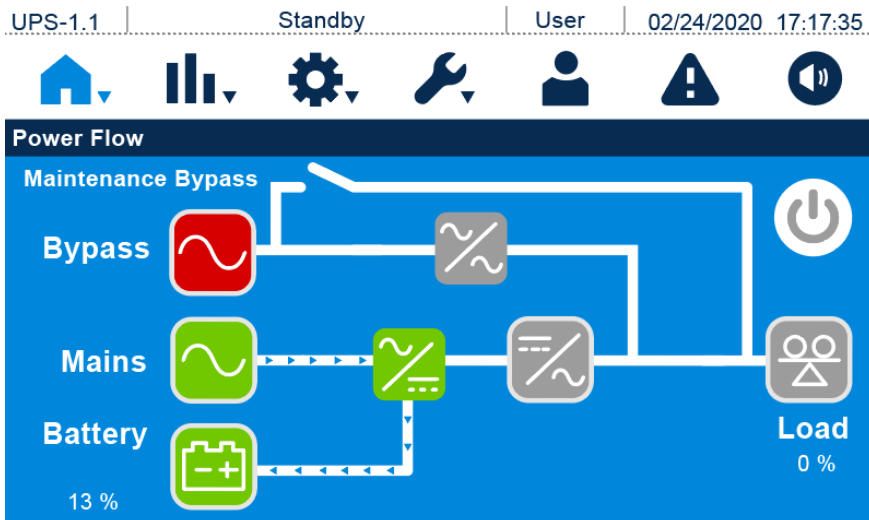 UPS-1.1 Standby User 02/24/2020 17:17:35
Power Flow
Maintenance Bypass
Bypass
Mains
Battery
13 %
Load
0 %